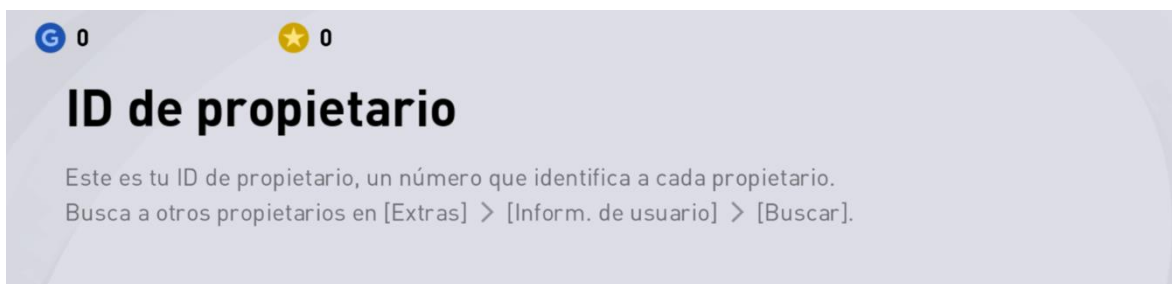 G 0 0
ID de propietario
Este es tu ID de propietario, un número que identifica a cada propietario.
Busca a otros propietarios en [Extras] > [Inform. de usuario] > [Buscar].